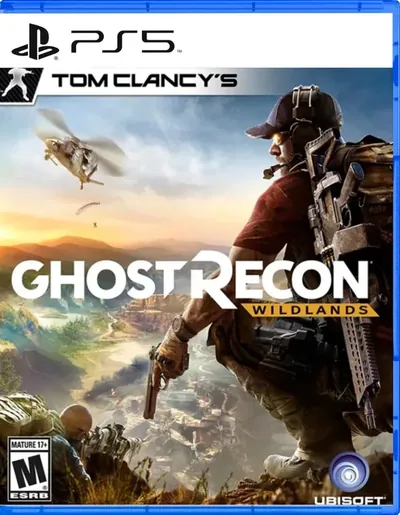 PS5
TOM CLANCY'S
GHOST RECON
WILDLANDS
MATURE 17+
M
ESRB
UBISOFT